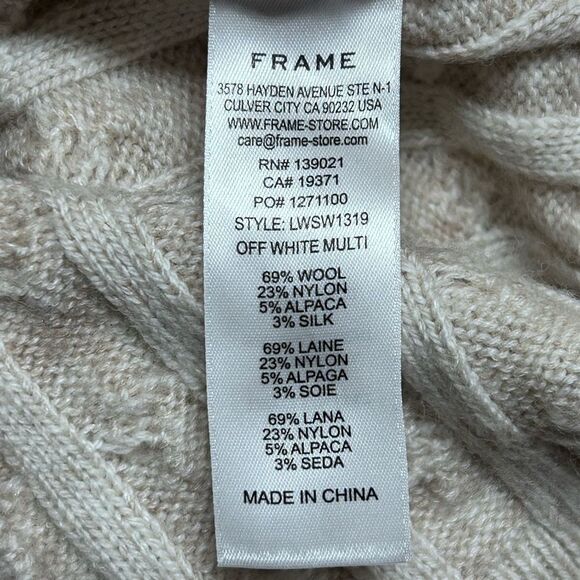 FRAME
3578 HAYDEN AVENUE STE N-1
CULVER CITY CA 90232 USA
WWW.FRAME-STORE.COM
care@frame-store.com
RN# 139021
CA# 19371
PO# 1271100
STYLE: LWSW1319
OFF WHITE MULTI
69% WOOL
23% NYLON
5% ALPACA
3% SILK
69% LAINE
23% NYLON
5% ALPAGA
3% SOIE
69% LANA
23% NYLON
5% ALPACA
3% SEDA
MADE IN CHINA